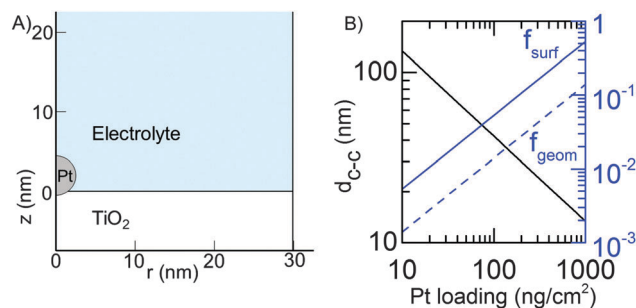 A)
20
10
0
z (nm)
Electrolyte
Pt
TiO2
0
10
20
30
r (nm)
B)
100
10
dc-c (nm)
fsurf
fgeom
1
10-1
10-2
10-3
10
100
1000
Pt loading (ng/cm2)